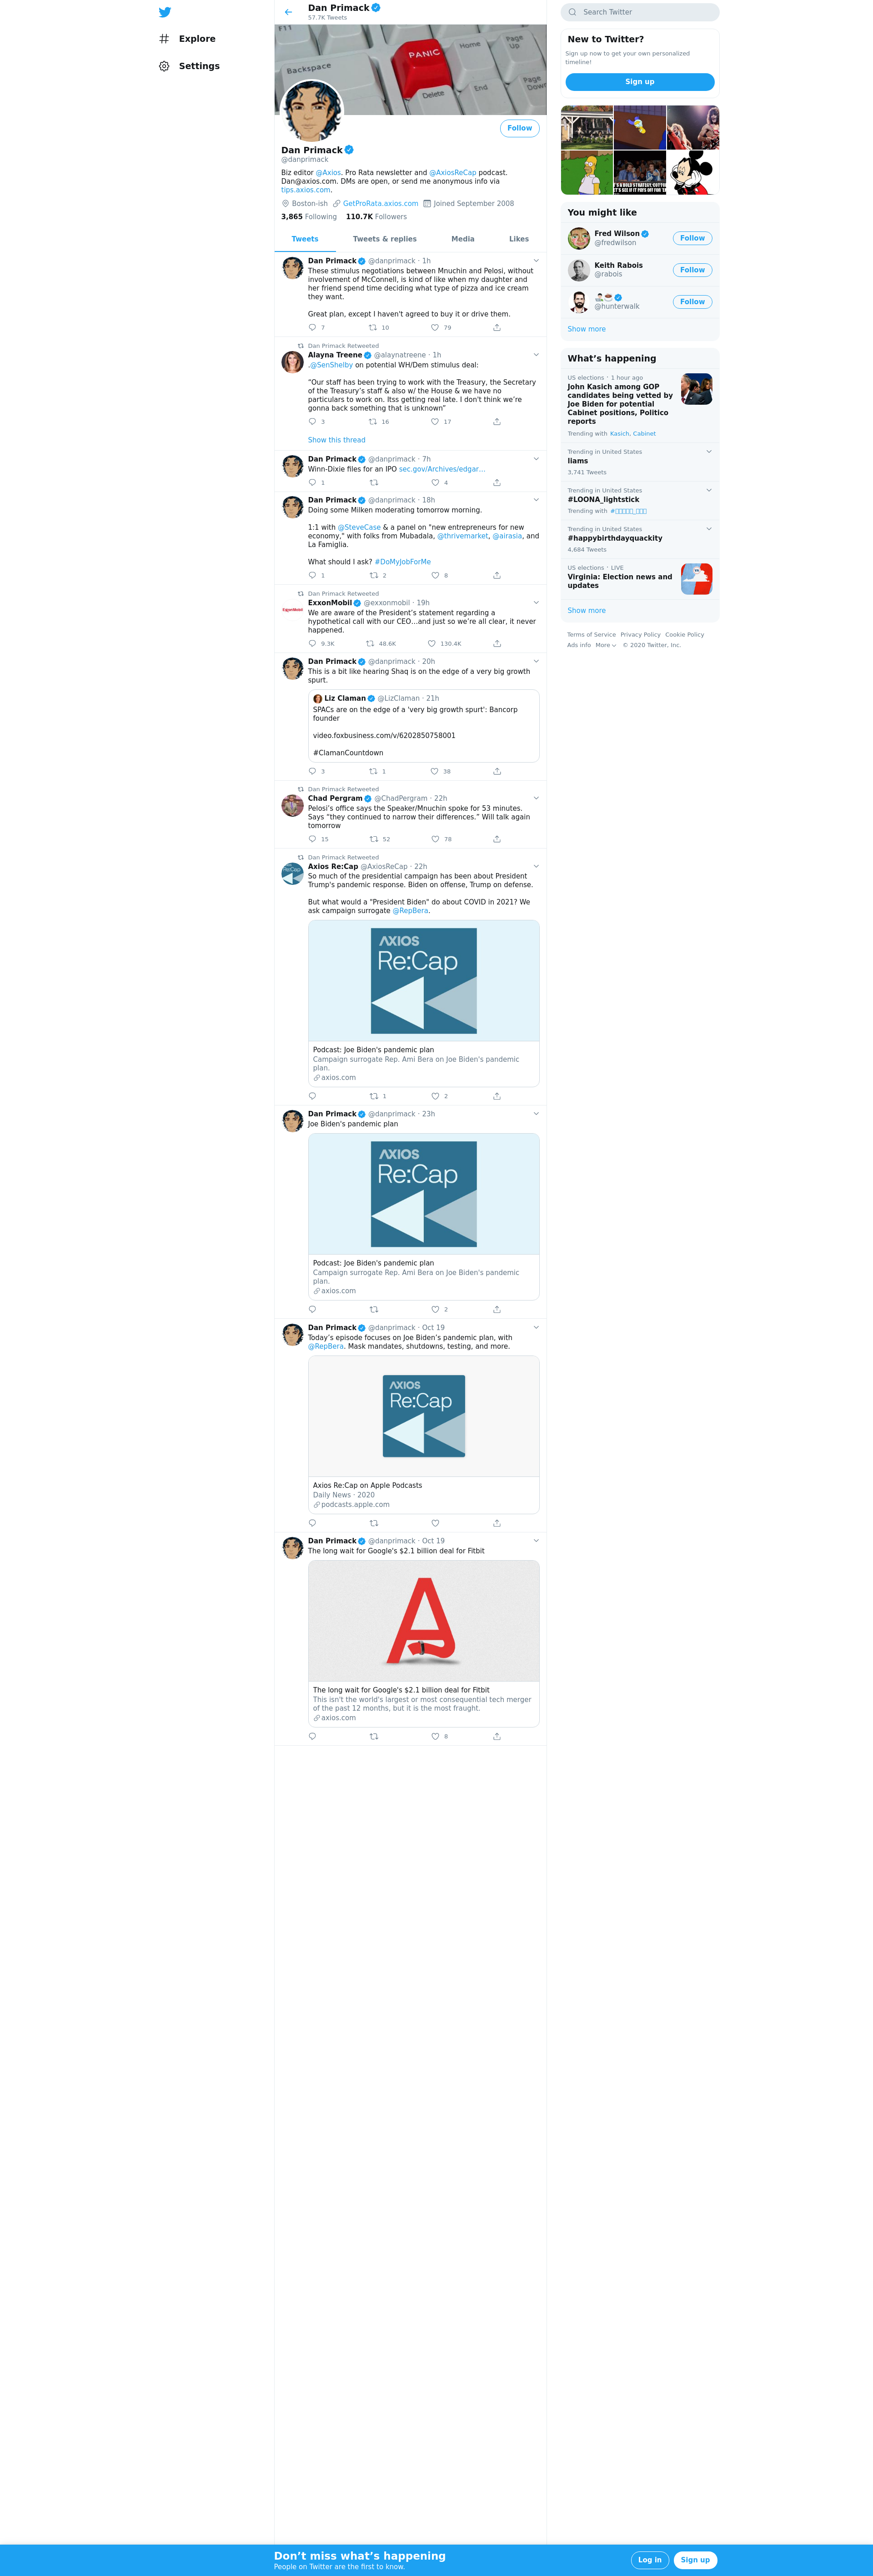 Explore
Settings
Dan Primack
57.7K Tweets
F11
PANIC
Home
Page
Up
Backspace
Delete
End
Page
Down
Follow
Dan Primack
@danprimack
Biz editor @Axios. Pro Rata newsletter and @AxiosReCap podcast.
Dan@axios.com. DMs are open, or send me anonymous info via
tips.axios.com.
Boston-ish GetProRata.axios.com Joined September 2008
3,865 Following 110.7K Followers
Tweets Tweets & replies Media Likes
Dan Primack @danprimack · 1h
These stimulus negotiations between Mnuchin and Pelosi, without
involvement of McConnell, is kind of like when my daughter and
her friend spend time deciding what type of pizza and ice cream
they want.
Great plan, except I haven't agreed to buy it or drive them.
7 10 79
Dan Primack Retweeted
Alayna Treene @alaynatreene · 1h
.@SenShelby on potential WH/Dem stimulus deal:
"Our staff has been trying to work with the Treasury, the Secretary
of the Treasury's staff & also w/ the House & we have no
particulars to work on. Itss getting real late. I don't think we're
gonna back something that is unknown"
3 16 17
Show this thread
Dan Primack @danprimack · 7h
Winn-Dixie files for an IPO sec.gov/Archives/edgar…
1 4
Dan Primack @danprimack · 18h
Doing some Milken moderating tomorrow morning.
1:1 with @SteveCase & a panel on "new entrepreneurs for new
economy," with folks from Mubadala, @thrivemarket, @airasia, and
La Famiglia.
What should I ask? #DoMyJobForMe
1 2 8
Dan Primack Retweeted
ExxonMobil
ExxonMobil @exxonmobil · 19h
We are aware of the President's statement regarding a
hypothetical call with our CEO…and just so we're all clear, it never
happened.
9.3K 48.6K 130.4K
Dan Primack @danprimack · 20h
This is a bit like hearing Shaq is on the edge of a very big growth
spurt.
Liz Claman @LizClaman · 21h
SPACs are on the edge of a 'very big growth spurt': Bancorp
founder
video.foxbusiness.com/v/6202850758001
#ClamanCountdown
3 1 38
Dan Primack Retweeted
Chad Pergram @ChadPergram · 22h
Pelosi's office says the Speaker/Mnuchin spoke for 53 minutes.
Says "they continued to narrow their differences." Will talk again
tomorrow
15 52 78
Dan Primack Retweeted
Axios Re:Cap @AxiosReCap · 22h
So much of the presidential campaign has been about President
Trump's pandemic response. Biden on offense, Trump on defense.
But what would a "President Biden" do about COVID in 2021? We
ask campaign surrogate @RepBera.
AXIOS
Re:Cap
Podcast: Joe Biden's pandemic plan
Campaign surrogate Rep. Ami Bera on Joe Biden's pandemic
plan.
axios.com
1 2
Dan Primack @danprimack · 23h
Joe Biden's pandemic plan
AXIOS
Re:Cap
Podcast: Joe Biden's pandemic plan
Campaign surrogate Rep. Ami Bera on Joe Biden's pandemic
plan.
axios.com
2
Dan Primack @danprimack · Oct 19
Today's episode focuses on Joe Biden's pandemic plan, with
@RepBera. Mask mandates, shutdowns, testing, and more.
AXIOS
Re:Cap
Axios Re:Cap on Apple Podcasts
Daily News · 2020
podcasts.apple.com
Dan Primack @danprimack · Oct 19
The long wait for Google's $2.1 billion deal for Fitbit
The long wait for Google's $2.1 billion deal for Fitbit
This isn't the world's largest or most consequential tech merger
of the past 12 months, but it is the most fraught.
axios.com
8
Search Twitter
New to Twitter?
Sign up now to get your own personalized
timeline!
Sign up
IT'S A BOLD STRATEGY, COTTON
You might like
Fred Wilson
@fredwilson
Follow
Keith Rabois
@rabois
Follow
@hunterwalk
Follow
Show more
What's happening
US elections · 1 hour ago
John Kasich among GOP
candidates being vetted by
Joe Biden for potential
Cabinet positions, Politico
reports
Trending with Kasich, Cabinet
Trending in United States
liams
3,741 Tweets
Trending in United States
#LOONA_lightstick
Trending with
Trending in United States
#happybirthdayquackity
4,684 Tweets
US elections · LIVE
Virginia: Election news and
updates
Show more
Terms of Service Privacy Policy Cookie Policy
Ads info More © 2020 Twitter, Inc.
Don't miss what's happening
People on Twitter are the first to know.
Log in
Sign up